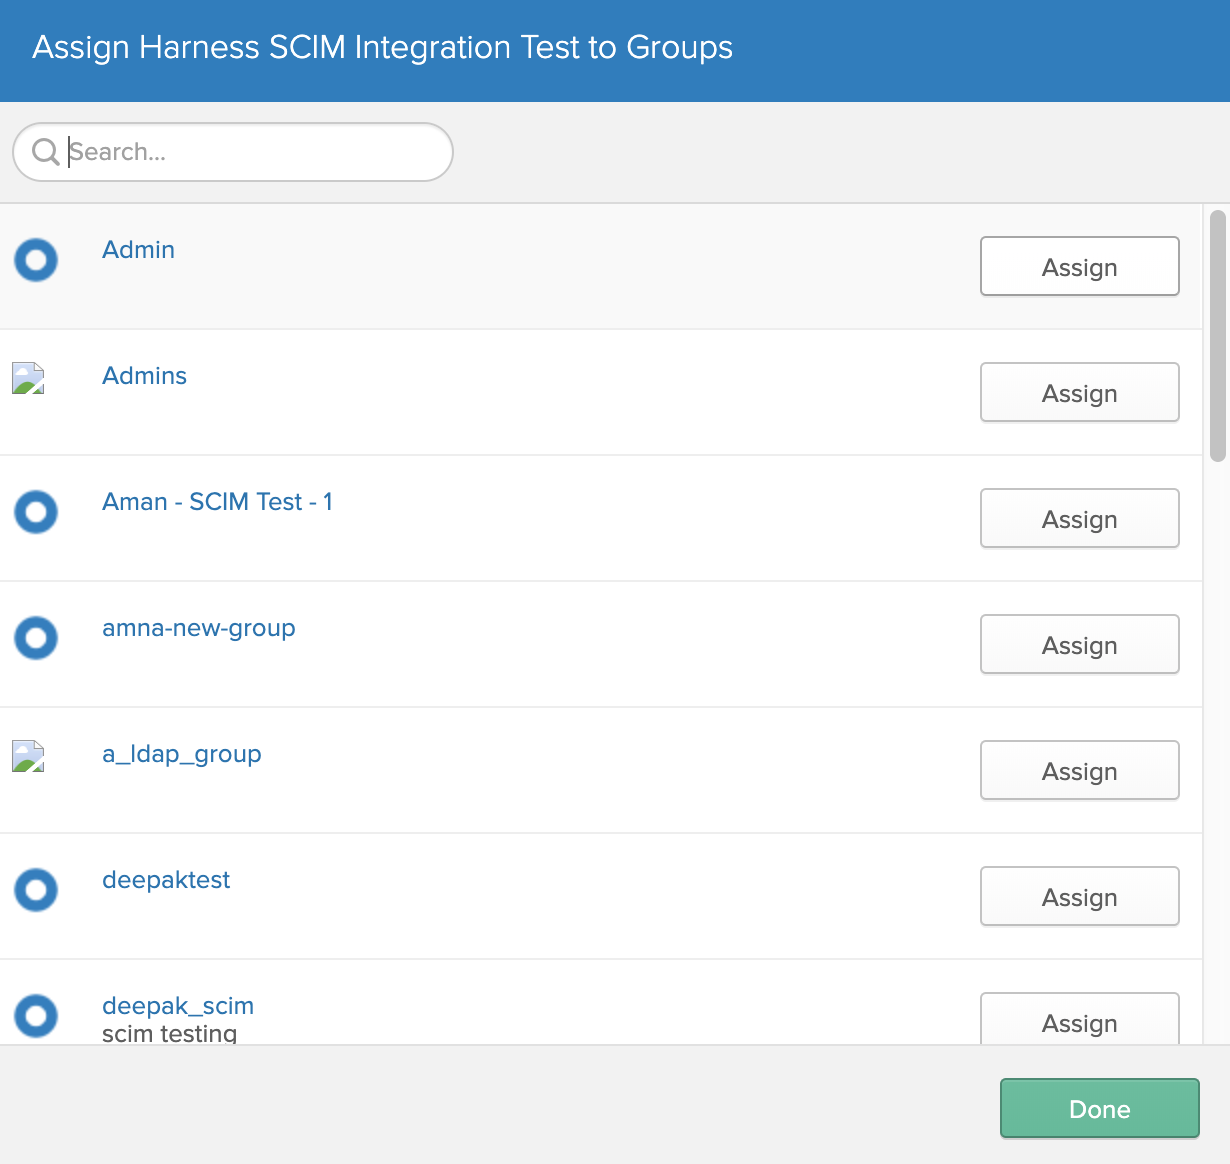 Assign Harness SCIM Integration Test to Groups
Search...
Admin
Assign
Admins
Assign
Aman - SCIM Test - 1
Assign
amna-new-group
Assign
a_ldap_group
Assign
deepaktest
Assign
deepak_scim
scim testing
Assign
Done